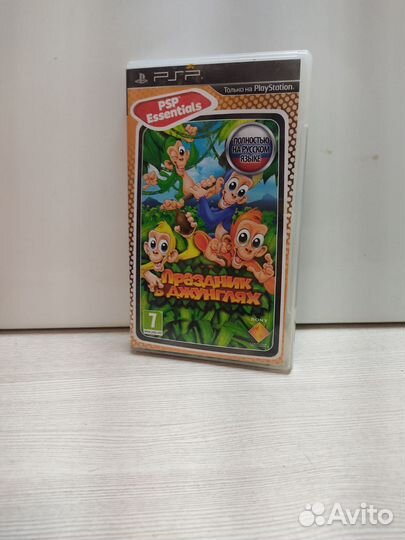 PSP
Только на PlayStation
PSP
Essentials
ПОЛНОСТЬЮ
НА РУССКОМ
ЯЗЫКЕ
Праздник
в джунглях
7
SONY
Avito